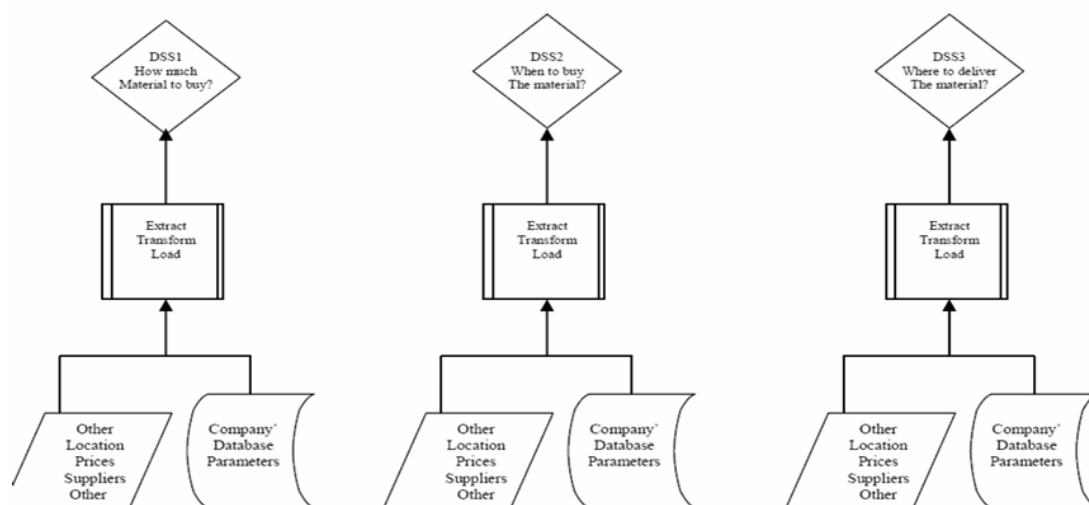 DSS1
How much
Material to buy?
DSS2
When to buy
The material?
DSS3
Where to deliver
The material?
Extract
Transform
Load
Extract
Transform
Load
Extract
Transform
Load
Other
Location
Prices
Suppliers
Other
Company’
Database
Parameters
Other
Location
Prices
Suppliers
Other
Company’
Database
Parameters
Other
Location
Prices
Suppliers
Other
Company’
Database
Parameters